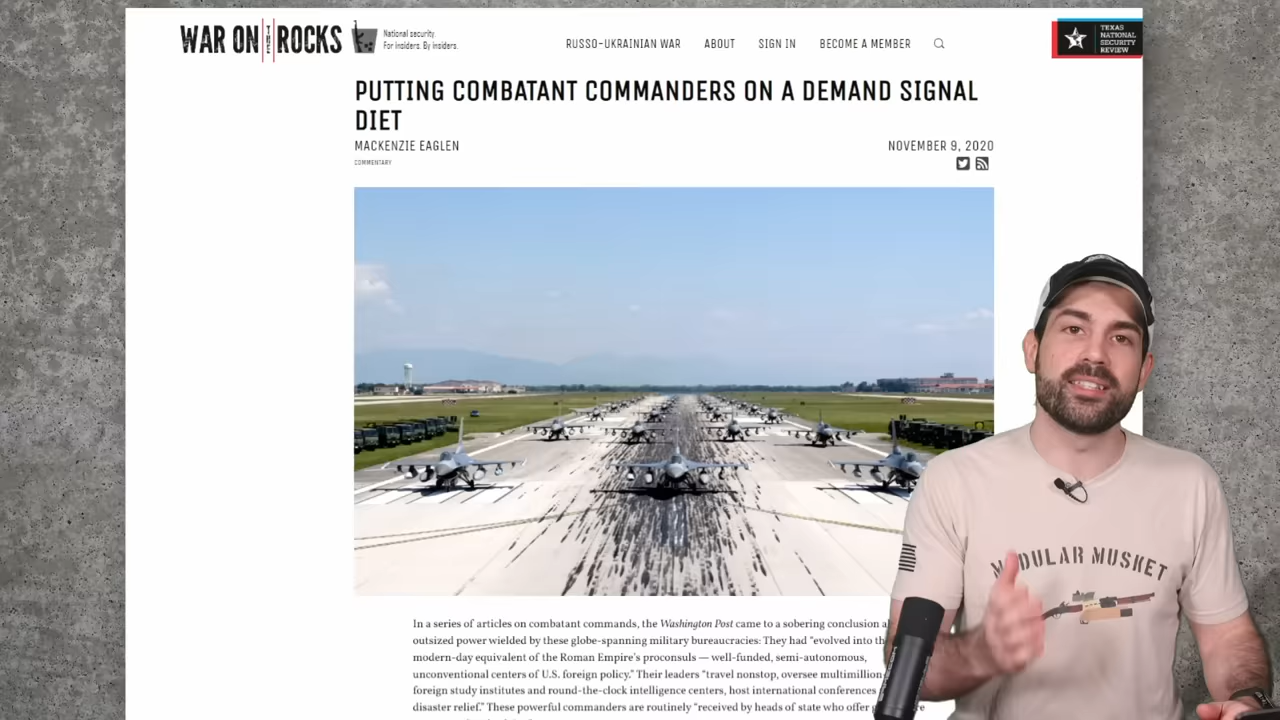 WAR ON THE ROCKS
National security.
For insiders. By insiders.
RUSSO-UKRAINIAN WAR ABOUT SIGN IN BECOME A MEMBER
TEXAS
NATIONAL
SECURITY
REVIEW
PUTTING COMBATANT COMMANDERS ON A DEMAND SIGNAL
DIET
MACKENZIE EAGLEN
NOVEMBER 9, 2020
COMMENTARY
In a series of articles on combatant commands, the Washington Post came to a sobering conclusion
outsized power wielded by these globe-spanning military bureaucracies: They had "evolved into
modern-day equivalent of the Roman Empire's proconsuls — well-funded, semi-autonomous,
unconventional centers of U.S. foreign policy." Their leaders "travel nonstop, oversee
foreign study institutes and round-the-clock intelligence centers, host international conferences
disaster relief." These powerful commanders are routinely "received by heads of state who offer
MODULAR MUSKET